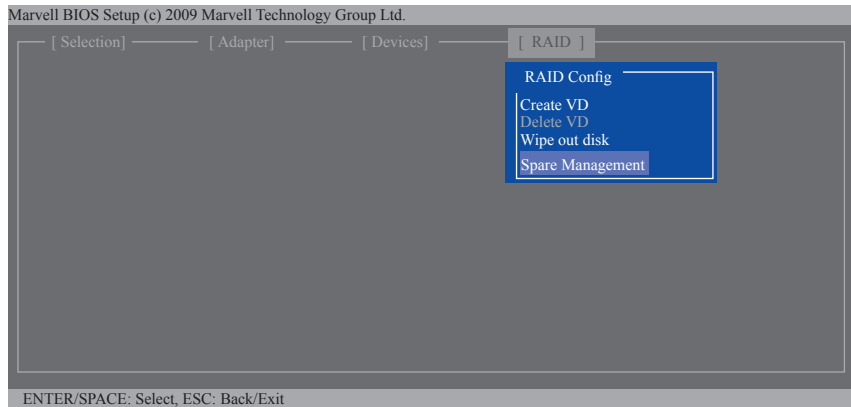 Marvell BIOS Setup (c) 2009 Marvell Technology Group Ltd.
[ Selection] [ Adapter] [ Devices] [ RAID ]
RAID Config
Create VD
Delete VD
Wipe out disk
Spare Management
ENTER/SPACE: Select, ESC: Back/Exit